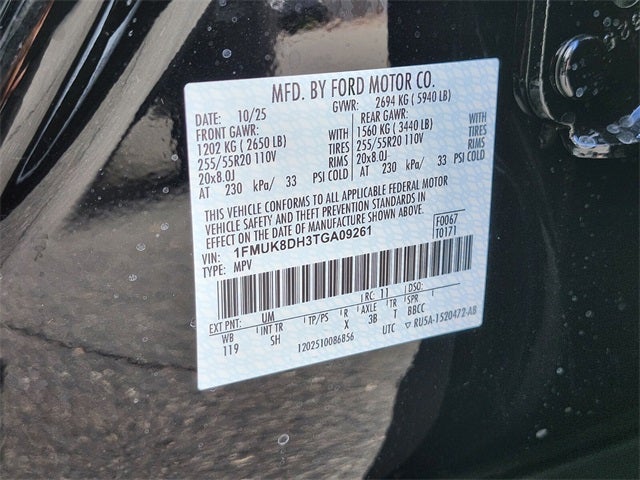 MFD. BY FORD MOTOR CO.
DATE: 10/25 GVWR: 2694 KG ( 5940 LB)
FRONT GAWR: REAR GAWR:
1202 KG ( 2650 LB) WITH 1560 KG ( 3440 LB) WITH
255/55R20 110V TIRES 255/55R20 110V TIRES
20x8.0J RIMS 20x8.0J RIMS
AT 230 kPa/ 33 PSI COLD AT 230 kPa/ 33 PSI COLD
THIS VEHICLE CONFORMS TO ALL APPLICABLE FEDERAL MOTOR
VEHICLE SAFETY AND THEFT PREVENTION STANDARDS IN
EFFECT ON THE DATE OF MANUFACTURE SHOWN ABOVE.
VIN: 1FMUK8DH3TGA09261 F0067
TYPE: MPV T0171
EXT PNT: UM RC: 11 DSO:
WB INT TR TP/PS R AXLE TR SPR
119 SH X 3B T BBCC
1202510086856 UTC ▽ RU5A-1520472-AB